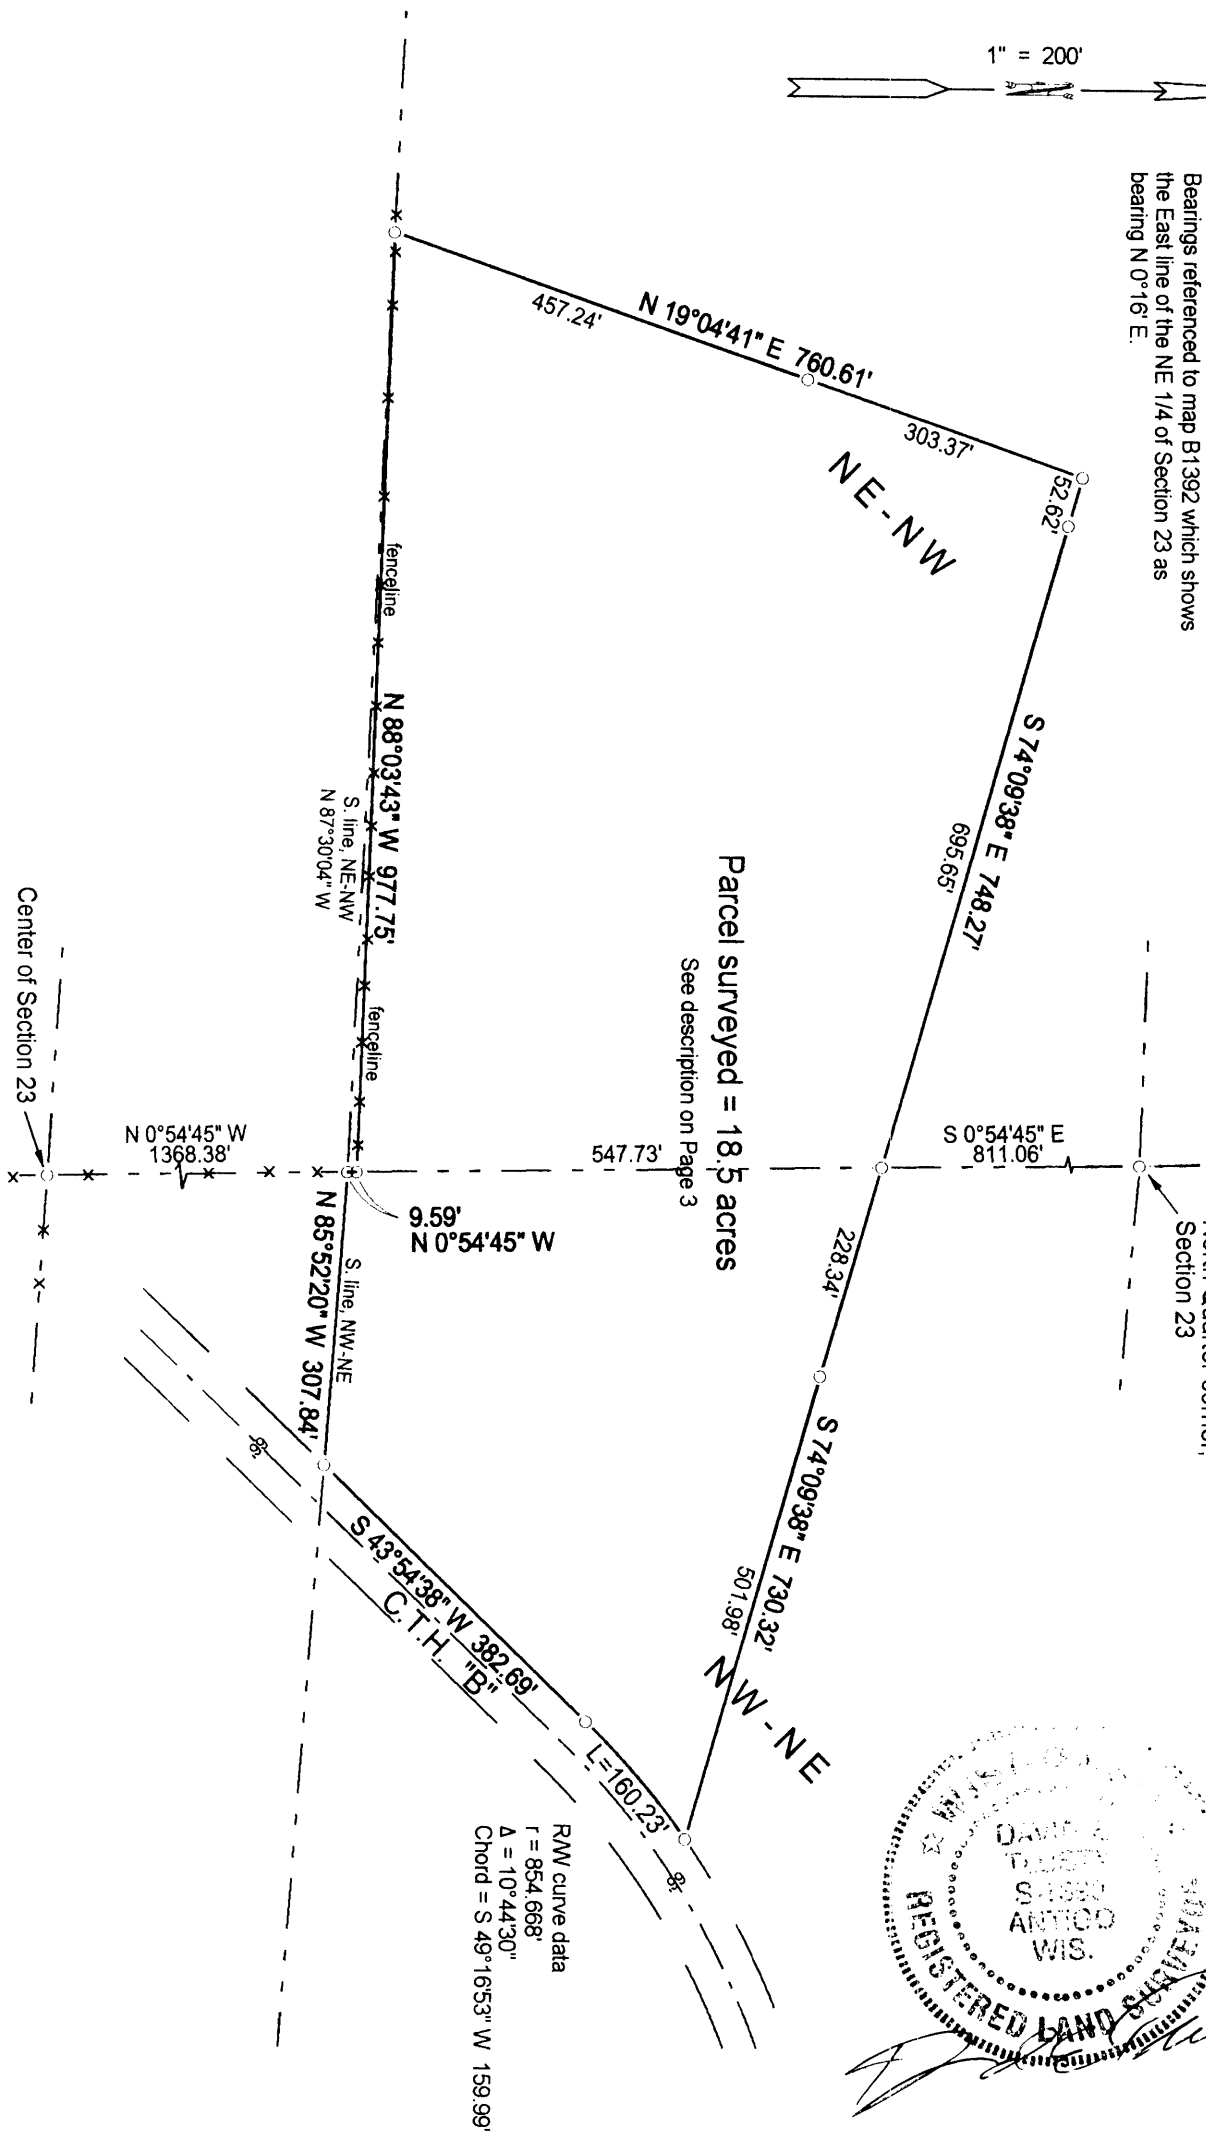 1" = 200'
Bearings referenced to map B1392 which shows
the East line of the NE 1/4 of Section 23 as
bearing N 0°16' E.
Section 23
S 0°54'45" E
811.06'
N 19°04'41" E 760.61'
457.24'
303.37'
52.62'
NE-NW
S 74°09'38" E 748.27'
695.65'
228.34'
S 74°09'38" E 730.32'
501.98'
NW-NE
Parcel surveyed = 18.5 acres
See description on Page 3
547.73'
fenceline
N 88°03'43" W 977.75'
fenceline
S. line, NE-NW
N 87°30'04" W
9.59'
N 0°54'45" W
S. line, NW-NE
N 85°52'20" W 307.84'
S 43°54'38" W 382.69'
C.T.H. "B"
L=160.23'
66'
R/W curve data
r = 854.668'
Δ = 10°44'30"
Chord = S 49°16'53" W 159.99'
N 0°54'45" W
1368.38'
Center of Section 23
ANTIGO
WIS.
REGISTERED LAND SURVEYOR